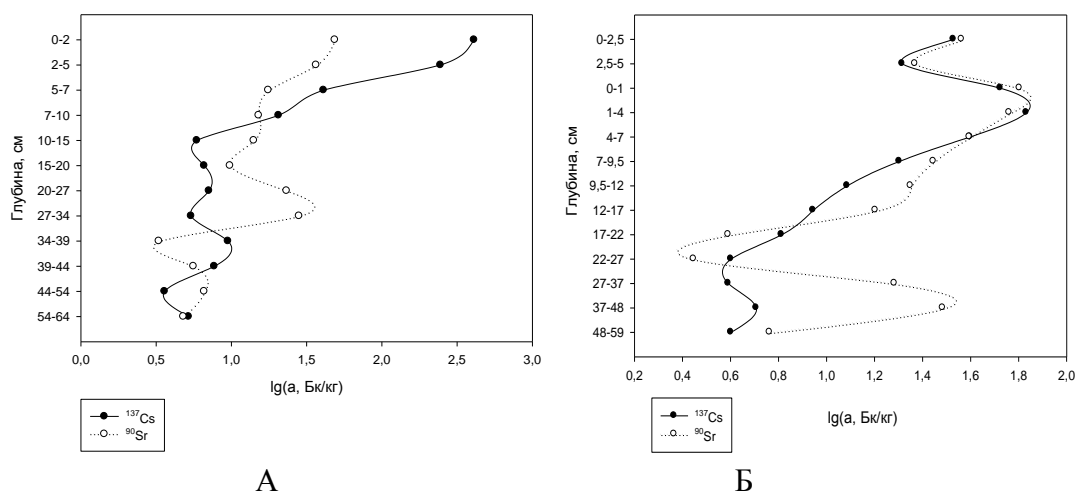 0-2
2-5
5-7
7-10
10-15
15-20
20-27
27-34
34-39
39-44
44-54
54-64
Глубина, см
0,0 0,5 1,0 1,5 2,0 2,5 3,0
lg(a, Бк/кг)
¹³⁷Cs
⁹⁰Sr
А
0-2,5
2,5-5
0-1
1-4
4-7
7-9,5
9,5-12
12-17
17-22
22-27
27-37
37-48
48-59
Глубина, см
0,2 0,4 0,6 0,8 1,0 1,2 1,4 1,6 1,8 2,0
lg(a, Бк/кг)
¹³⁷Cs
⁹⁰Sr
Б